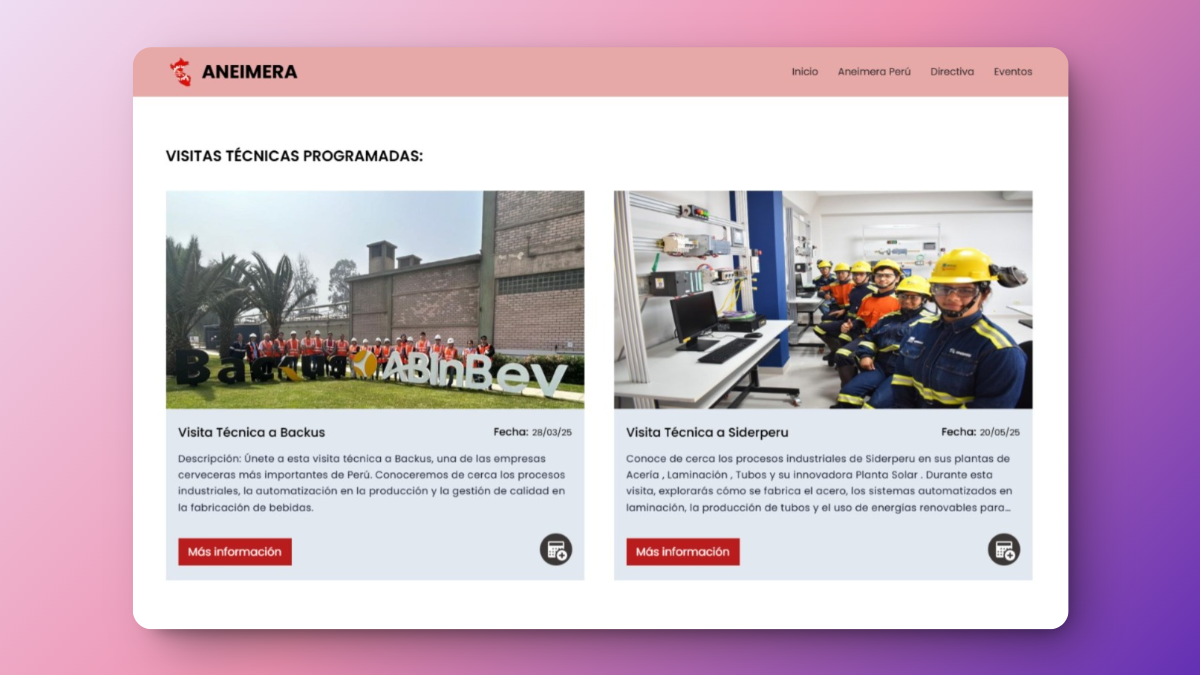 ANEIMERA
Inicio Aneimera Perú Directiva Eventos
VISITAS TÉCNICAS PROGRAMADAS:
Backus ABInBev
Visita Técnica a Backus Fecha: 28/03/25
Descripción: Únete a esta visita técnica a Backus, una de las empresas
cerveceras más importantes de Perú. Conoceremos de cerca los procesos
industriales, la automatización en la producción y la gestión de calidad en
la fabricación de bebidas.
Más información
Visita Técnica a Siderperu Fecha: 20/05/25
Conoce de cerca los procesos industriales de Siderperu en sus plantas de
Acería , Laminación , Tubos y su innovadora Planta Solar . Durante esta
visita, explorarás cómo se fabrica el acero, los sistemas automatizados en
laminación, la producción de tubos y el uso de energías renovables para...
Más información